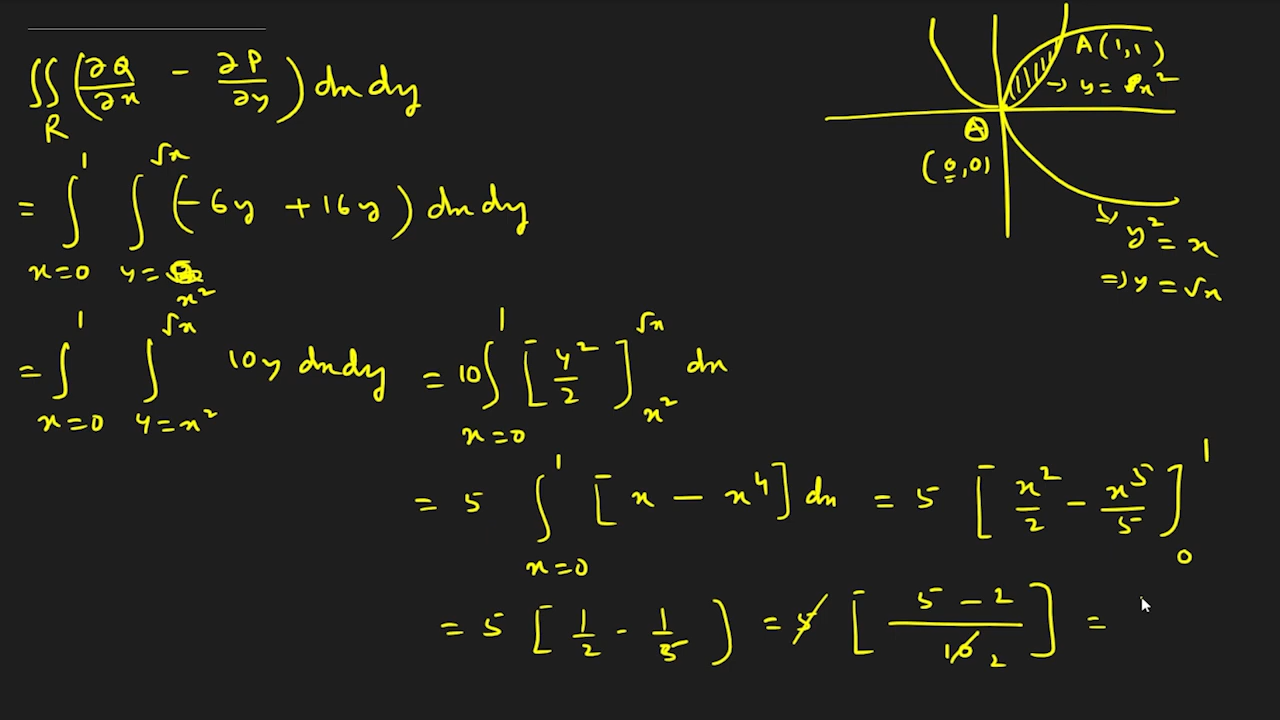 ∬_R (∂Q/∂x - ∂P/∂y) dx dy
= ∫_{x=0}^{1} ∫_{y=x²}^{√x} (-6y + 16y) dx dy
= ∫_{x=0}^{1} ∫_{y=x²}^{√x} 10y dx dy = 10 ∫_{x=0}^{1} [y²/2]_{x²}^{√x} dx
= 5 ∫_{x=0}^{1} [x - x⁴] dx = 5 [x²/2 - x⁵/5]_0^1
= 5 [1/2 - 1/5) = 5 [(5-2)/10 2] =
A(1,1)
→ y = x²
(0,0)
y² = x
⇒ y = √x